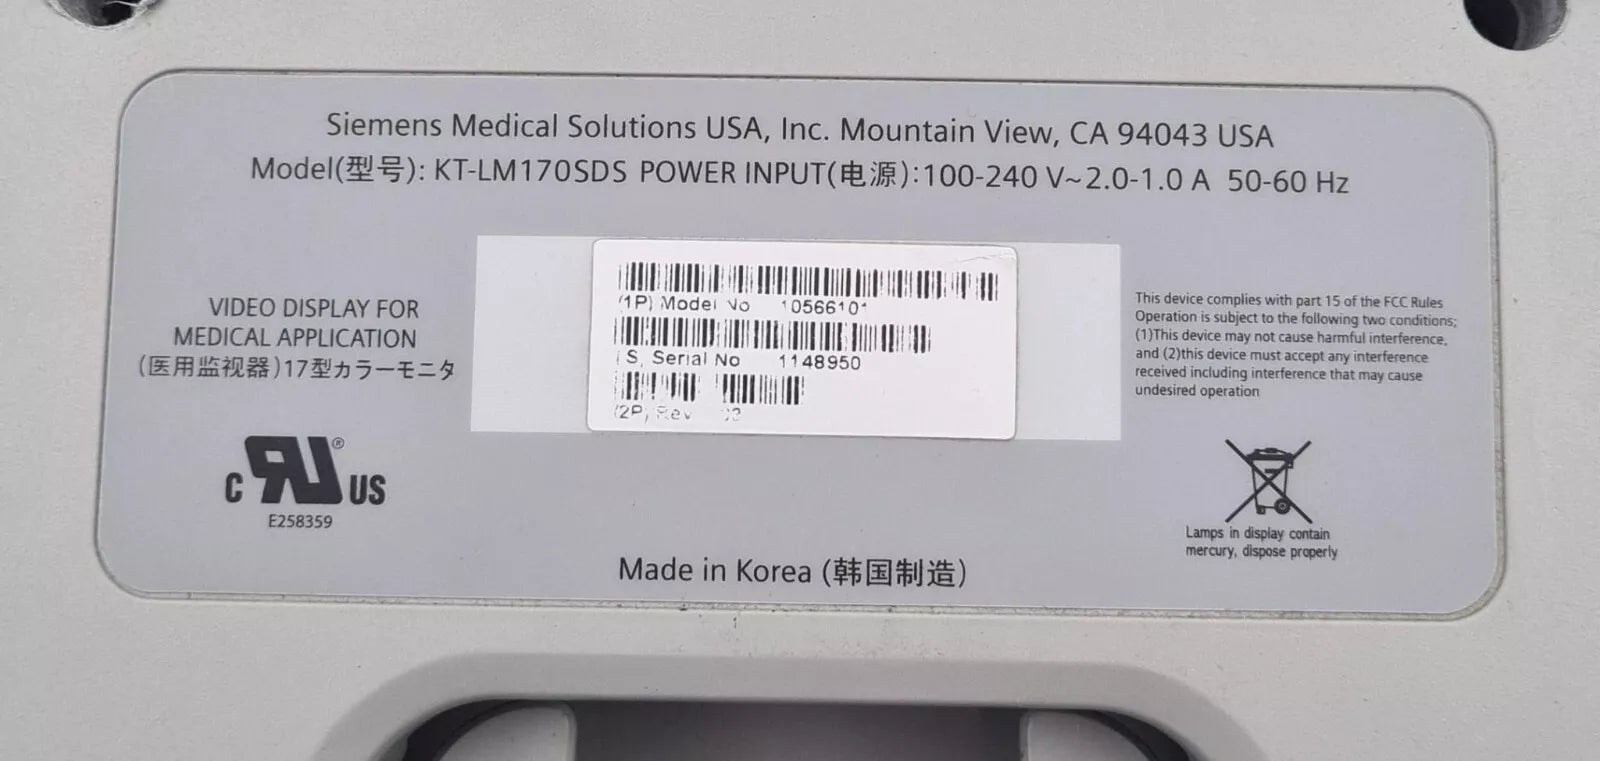 Siemens Medical Solutions USA, Inc. Mountain View, CA 94043 USA
Model(型号): KT-LM170SDS POWER INPUT(电源):100-240 V~2.0-1.0 A 50-60 Hz
(1P) Model No 10566101
(S) Serial No 1148950
(2P) Rev 02
VIDEO DISPLAY FOR
MEDICAL APPLICATION
(医用监视器)17型カラーモニタ
C RU® US
E258359
This device complies with part 15 of the FCC Rules
Operation is subject to the following two conditions;
(1)This device may not cause harmful interference,
and (2)this device must accept any interference
received including interference that may cause
undesired operation
Lamps in display contain
mercury, dispose properly
Made in Korea (韩国制造)